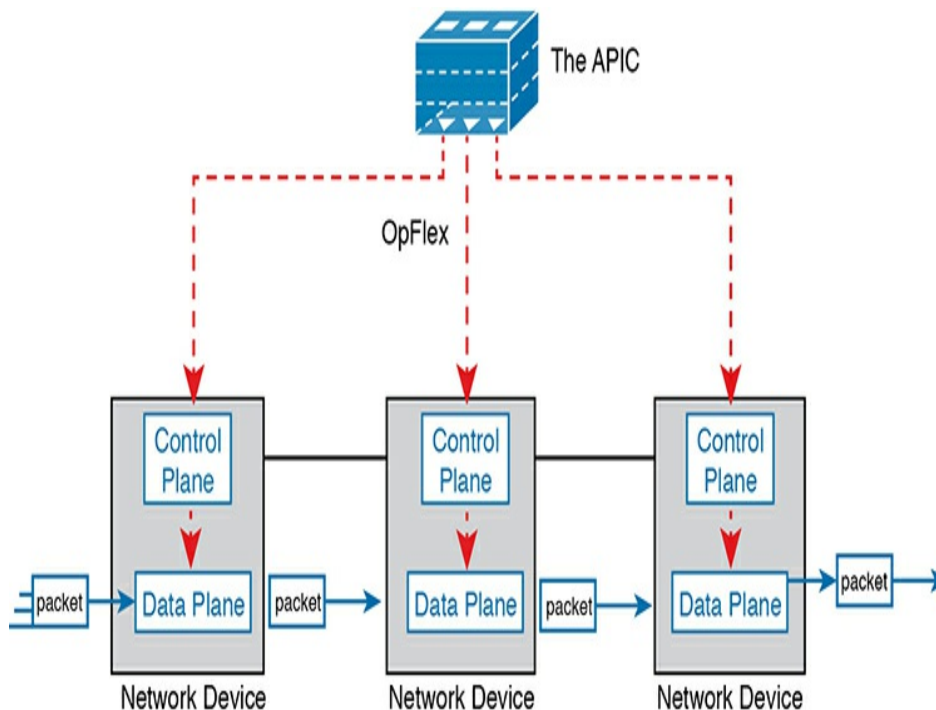 The APIC
OpFlex
Control
Plane
Control
Plane
Control
Plane
packet
Data Plane
packet
Data Plane
packet
Data Plane
packet
Network Device
Network Device
Network Device